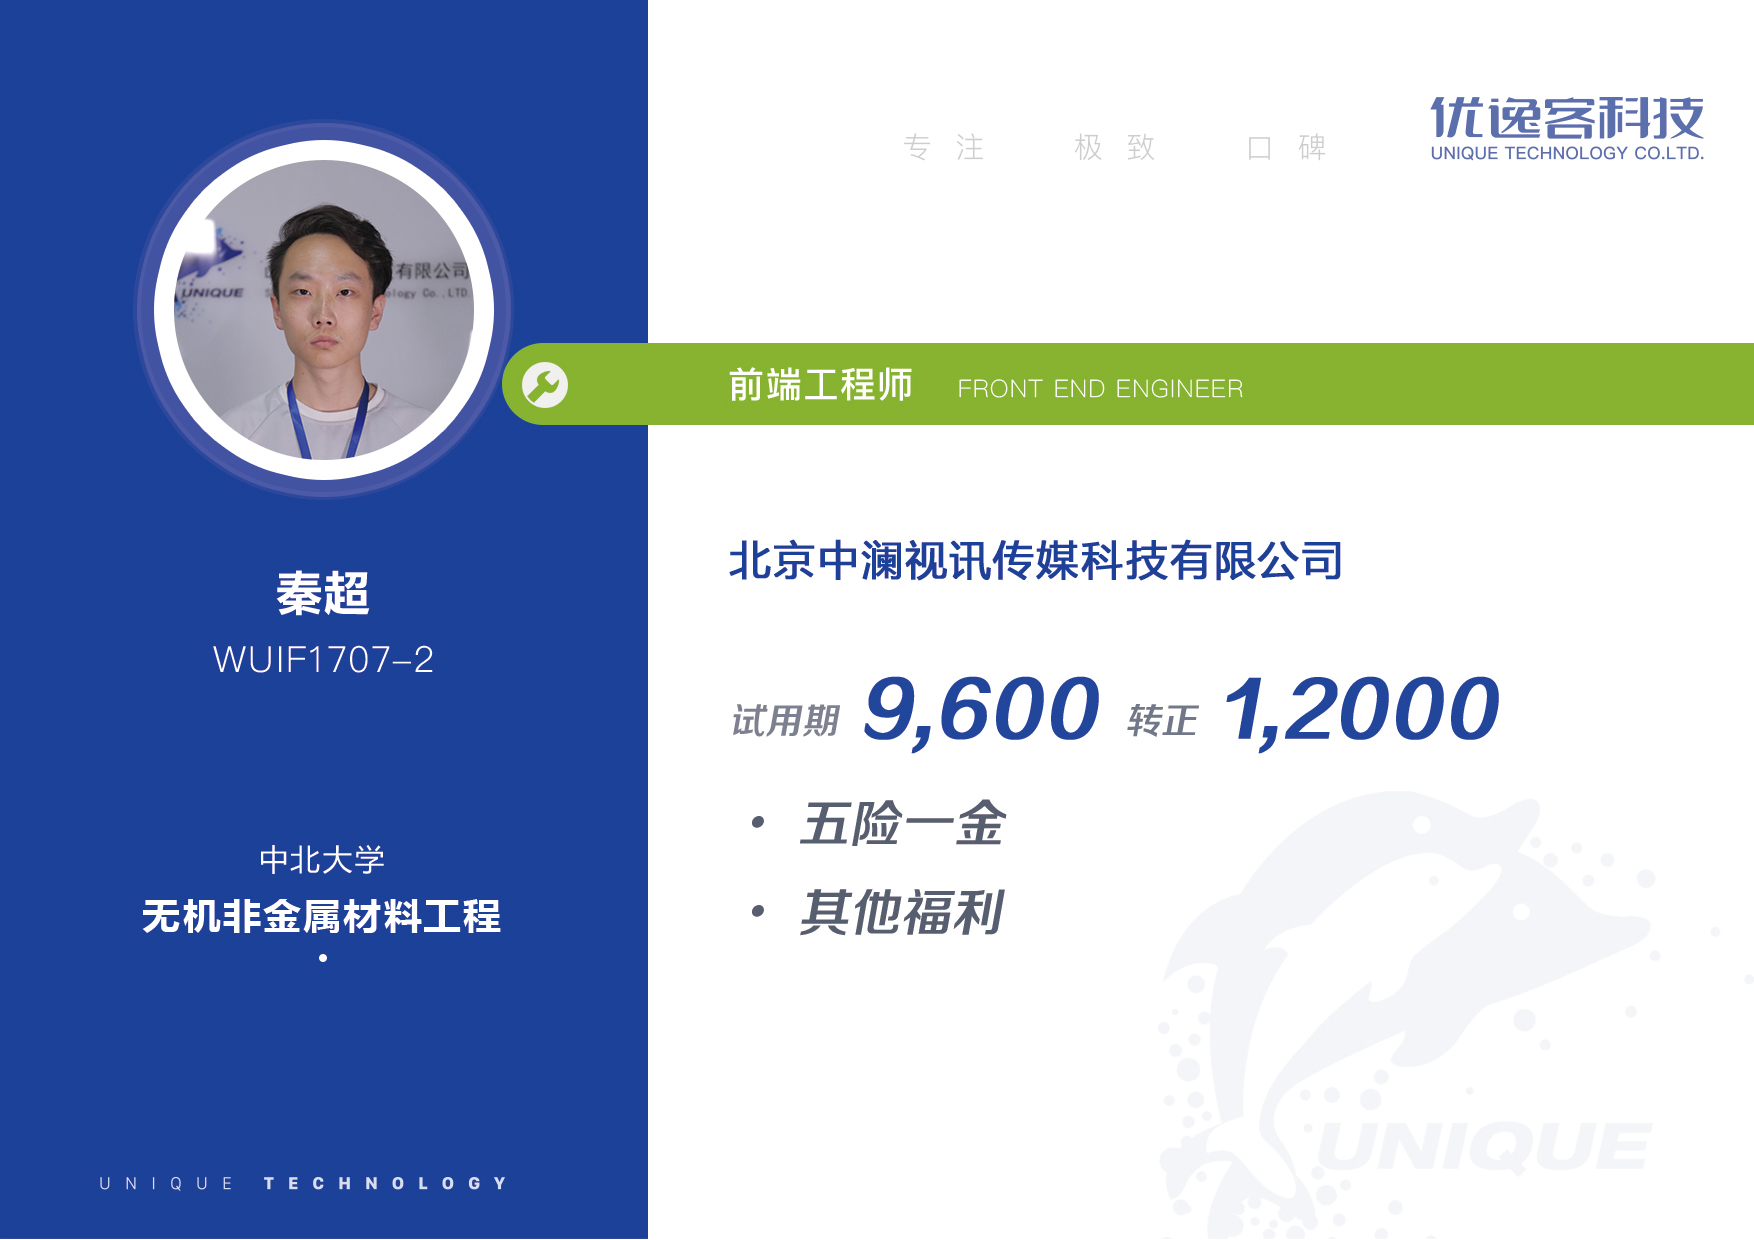 专注 极致 口碑
优逸客科技
UNIQUE TECHNOLOGY CO.LTD.
UNIQUE
有限公司
ology Co.,LTD.
前端工程师 FRONT END ENGINEER
秦超
WUIF1707-2
中北大学
无机非金属材料工程
UNIQUE TECHNOLOGY
北京中澜视讯传媒科技有限公司
试用期 9,600 转正 1,2000
• 五险一金
• 其他福利
UNIQUE